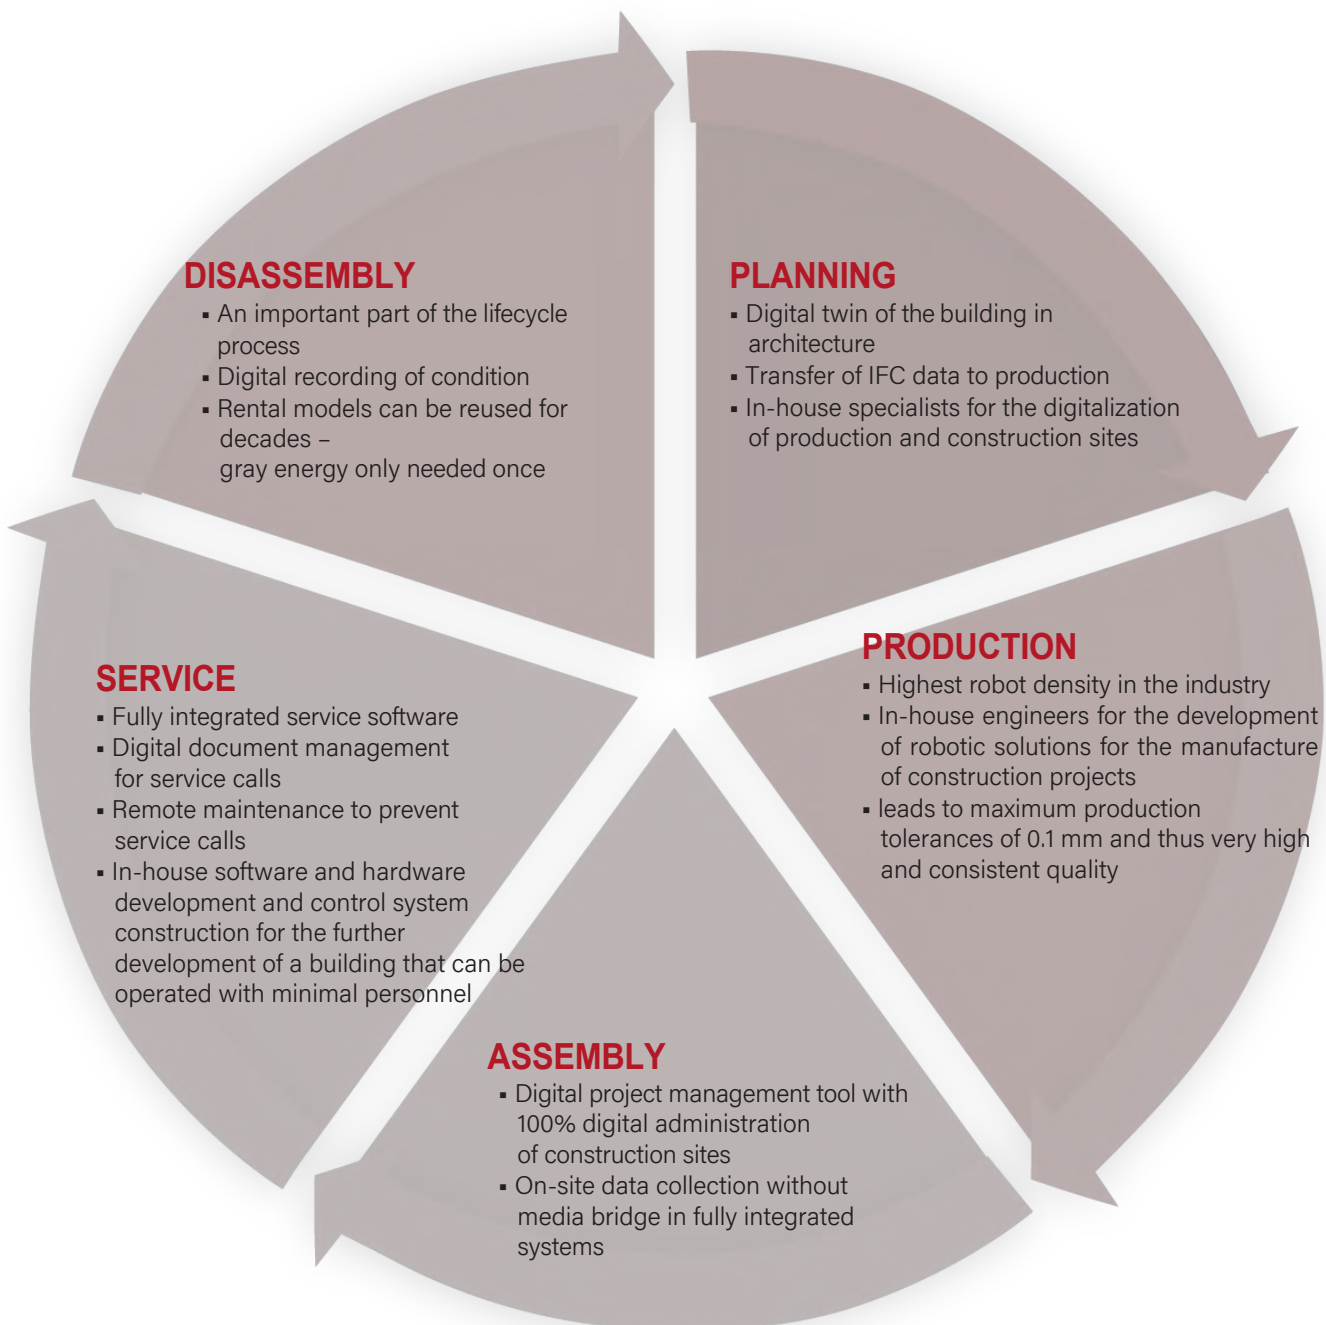 DISASSEMBLY
▪ An important part of the lifecycle
process
▪ Digital recording of condition
▪ Rental models can be reused for
decades –
gray energy only needed once
PLANNING
▪ Digital twin of the building in
architecture
▪ Transfer of IFC data to production
▪ In-house specialists for the digitalization
of production and construction sites
PRODUCTION
▪ Highest robot density in the industry
▪ In-house engineers for the development
of robotic solutions for the manufacture
of construction projects
▪ leads to maximum production
tolerances of 0.1 mm and thus very high
and consistent quality
SERVICE
▪ Fully integrated service software
▪ Digital document management
for service calls
▪ Remote maintenance to prevent
service calls
▪ In-house software and hardware
development and control system
construction for the further
development of a building that can be
operated with minimal personnel
ASSEMBLY
▪ Digital project management tool with
100% digital administration
of construction sites
▪ On-site data collection without
media bridge in fully integrated
systems